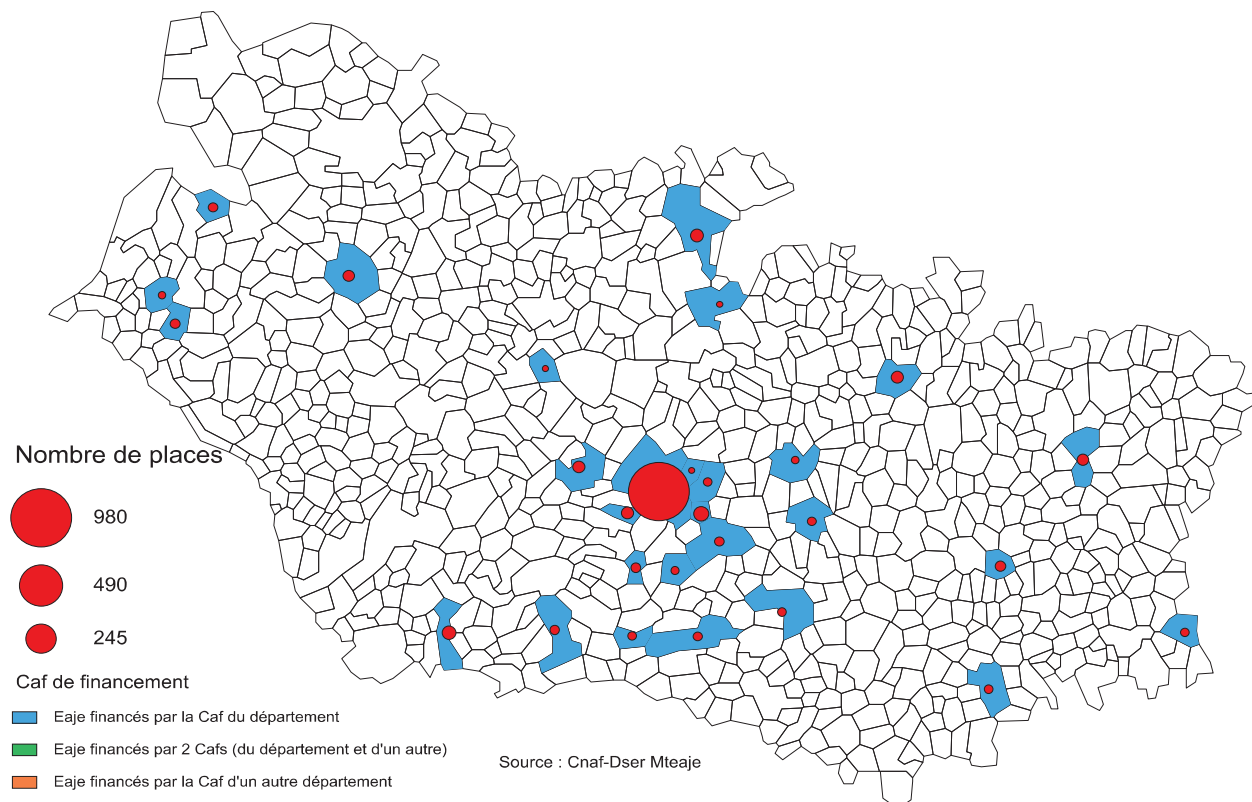 Nombre de places
980
490
245
Caf de financement
Eaje financés par la Caf du département
Eaje financés par 2 Cafs (du département et d'un autre)
Eaje financés par la Caf d'un autre département
Source : Cnaf-Dser Mteaje